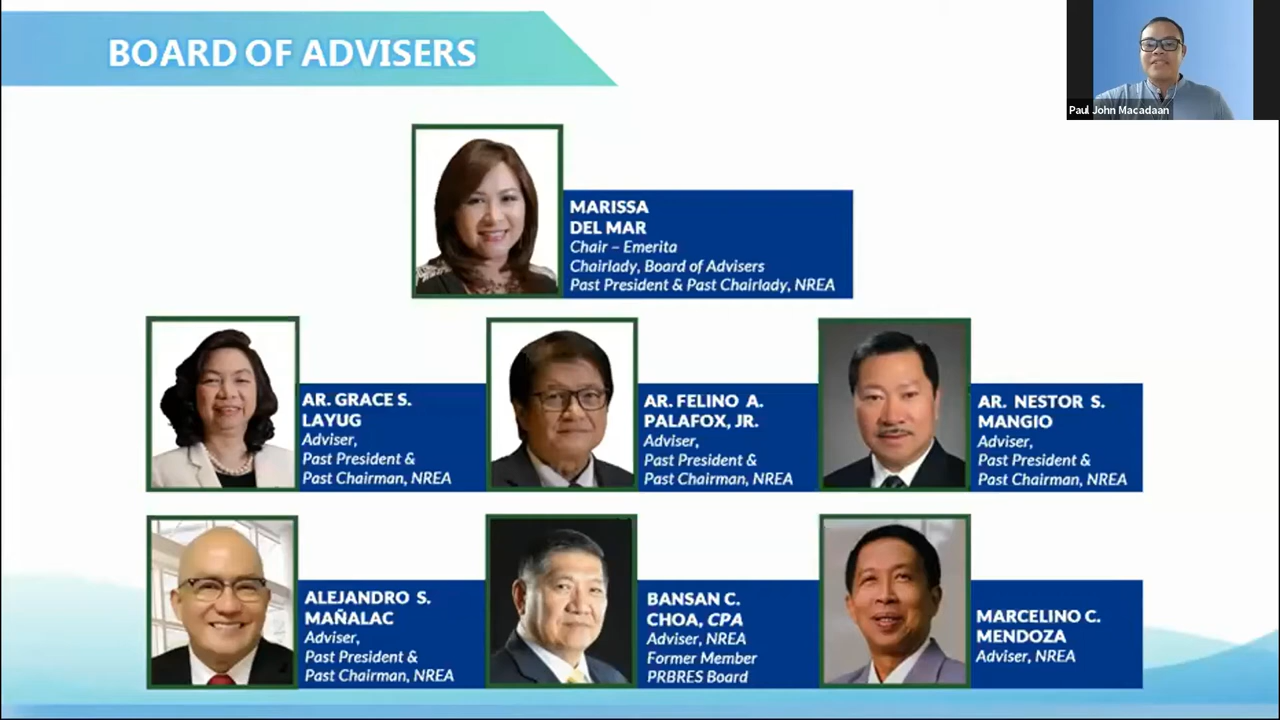 BOARD OF ADVISERS
Paul John Macadaan
MARISSA
DEL MAR
Chair – Emerita
Chairlady, Board of Advisers
Past President & Past Chairlady, NREA
AR. GRACE S.
LAYUG
Adviser,
Past President &
Past Chairman, NREA
AR. FELINO A.
PALAFOX, JR.
Adviser,
Past President &
Past Chairman, NREA
AR. NESTOR S.
MANGIO
Adviser,
Past President &
Past Chairman, NREA
ALEJANDRO S.
MAÑALAC
Adviser,
Past President &
Past Chairman, NREA
BANSAN C.
CHOA, CPA
Adviser, NREA
Former Member
PRBRES Board
MARCELINO C.
MENDOZA
Adviser, NREA